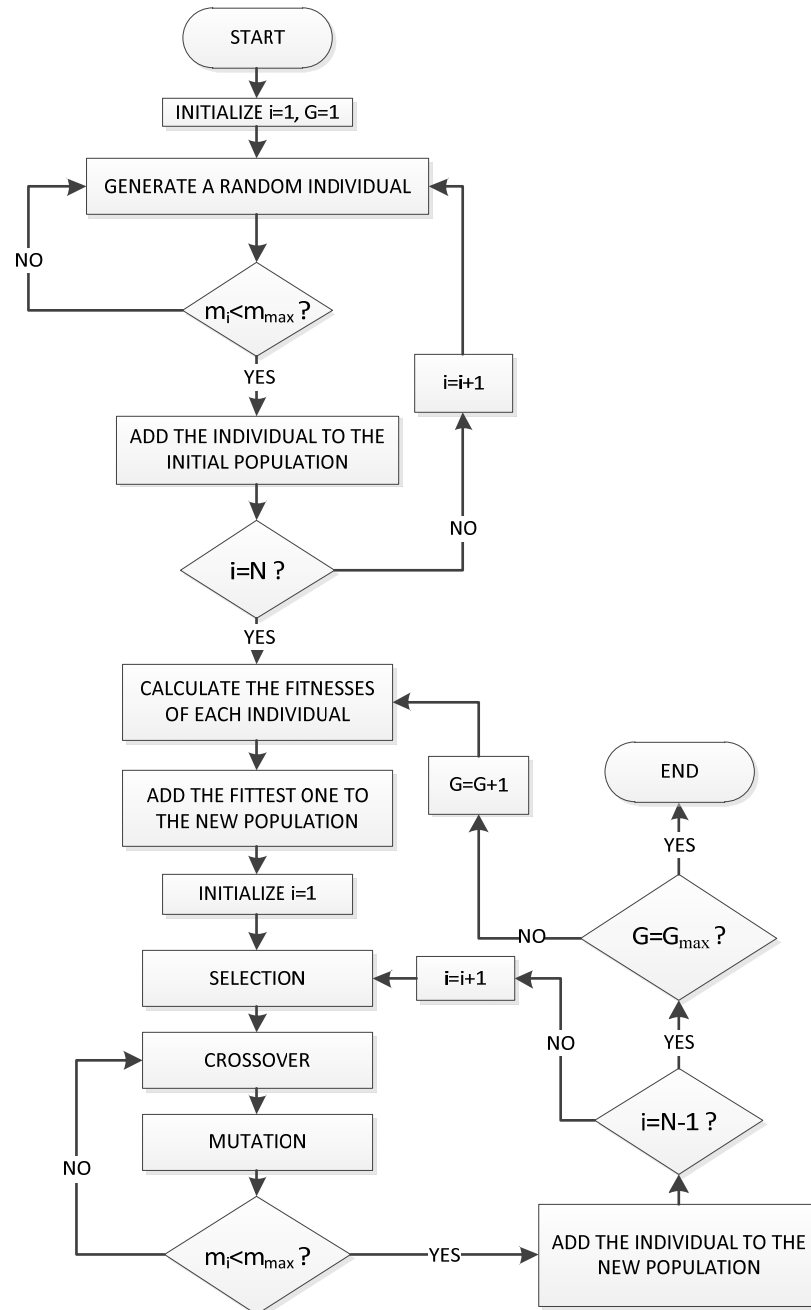 START
INITIALIZE i=1, G=1
GENERATE A RANDOM INDIVIDUAL
NO
mᵢ<mₘₐₓ ?
YES
i=i+1
ADD THE INDIVIDUAL TO THE
INITIAL POPULATION
NO
i=N ?
YES
CALCULATE THE FITNESSES
OF EACH INDIVIDUAL
G=G+1
END
ADD THE FITTEST ONE TO
THE NEW POPULATION
YES
INITIALIZE i=1
NO
G=Gₘₐₓ ?
SELECTION
i=i+1
YES
NO
CROSSOVER
i=N-1 ?
MUTATION
NO
mᵢ<mₘₐₓ ?
YES
ADD THE INDIVIDUAL TO THE
NEW POPULATION